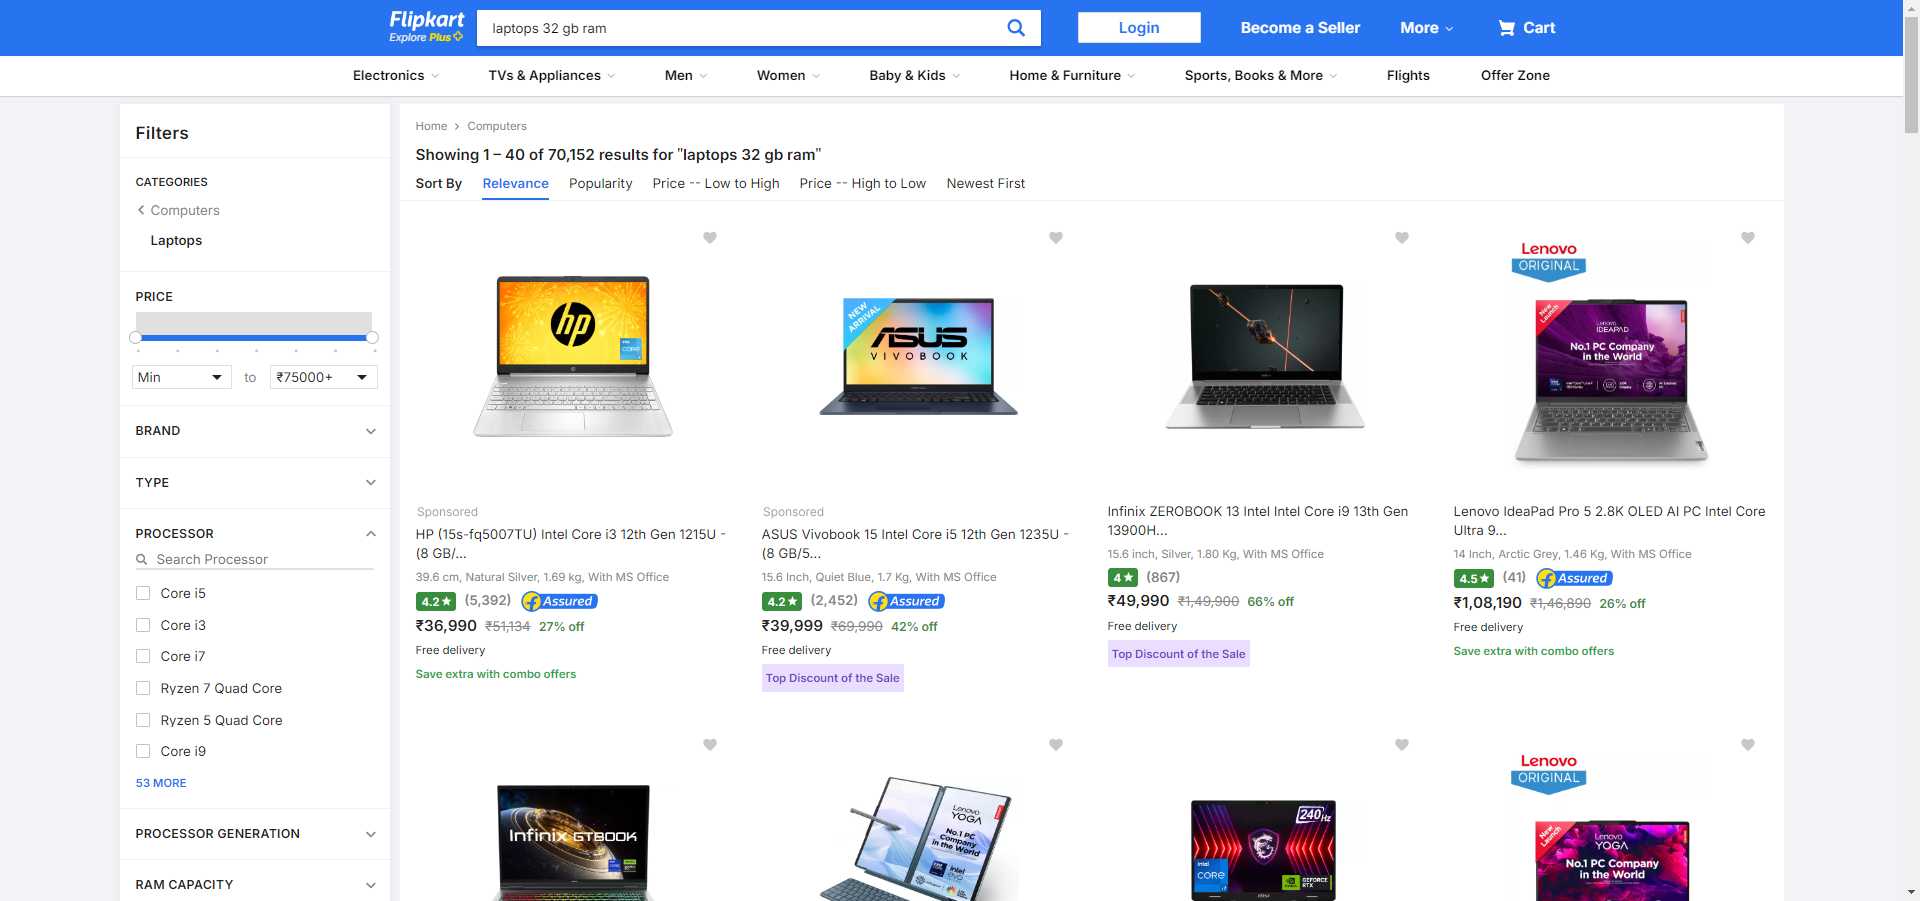 Flipkart
Explore Plus
laptops 32 gb ram
Login
Become a Seller
More
Cart
Electronics
TVs & Appliances
Men
Women
Baby & Kids
Home & Furniture
Sports, Books & More
Flights
Offer Zone
Filters
CATEGORIES
Computers
Laptops
PRICE
Min
to
₹75000+
BRAND
TYPE
PROCESSOR
Search Processor
Core i5
Core i3
Core i7
Ryzen 7 Quad Core
Ryzen 5 Quad Core
Core i9
53 MORE
PROCESSOR GENERATION
RAM CAPACITY
Home
Computers
Showing 1 – 40 of 70,152 results for "laptops 32 gb ram"
Sort By
Relevance
Popularity
Price -- Low to High
Price -- High to Low
Newest First
hp
Sponsored
HP (15s-fq5007TU) Intel Core i3 12th Gen 1215U -
(8 GB/...
39.6 cm, Natural Silver, 1.69 kg, With MS Office
4.2
(5,392)
Assured
₹36,990
₹51,134
27% off
Free delivery
Save extra with combo offers
NEW
ARRIVAL
ASUS
VIVOBOOK
Sponsored
ASUS Vivobook 15 Intel Core i5 12th Gen 1235U -
(8 GB/5...
15.6 Inch, Quiet Blue, 1.7 Kg, With MS Office
4.2
(2,452)
Assured
₹39,999
₹69,990
42% off
Free delivery
Top Discount of the Sale
Infinix ZEROBOOK 13 Intel Intel Core i9 13th Gen
13900H...
15.6 inch, Silver, 1.80 Kg, With MS Office
4
(867)
₹49,990
₹1,49,900
66% off
Free delivery
Top Discount of the Sale
Lenovo
ORIGINAL
New
Launch
Lenovo
IDEAPAD
No.1 PC Company
in the World
Lenovo IdeaPad Pro 5 2.8K OLED AI PC Intel Core
Ultra 9...
14 Inch, Arctic Grey, 1.46 Kg, With MS Office
4.5
(41)
Assured
₹1,08,190
₹1,46,890
26% off
Free delivery
Save extra with combo offers
Infinix GTBOOK
Lenovo
YOGA
No.1 PC
Company
in the World
240Hz
intel
CORE
GEFORCE
RTX
Lenovo
ORIGINAL
New
Launch
Lenovo
YOGA
No.1 PC Company
in the World